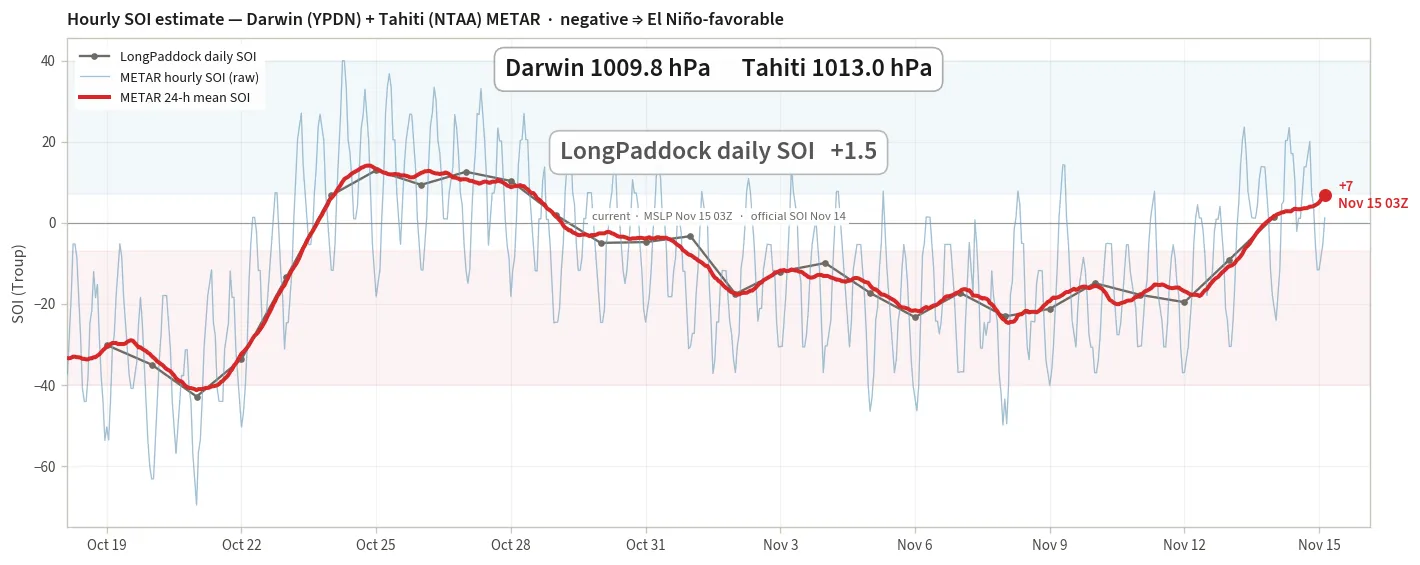 Hourly SOI estimate — Darwin (YPDN) + Tahiti (NTAA) METAR · negative ⇒ El Niño-favorable
LongPaddock daily SOI
METAR hourly SOI (raw)
METAR 24-h mean SOI
Darwin 1009.8 hPa Tahiti 1013.0 hPa
LongPaddock daily SOI +1.5
current · MSLP Nov 15 03Z · official SOI Nov 14
+7
Nov 15 03Z
SOI (Troup)
40
20
0
−20
−40
−60
Oct 19 Oct 22 Oct 25 Oct 28 Oct 31 Nov 3 Nov 6 Nov 9 Nov 12 Nov 15